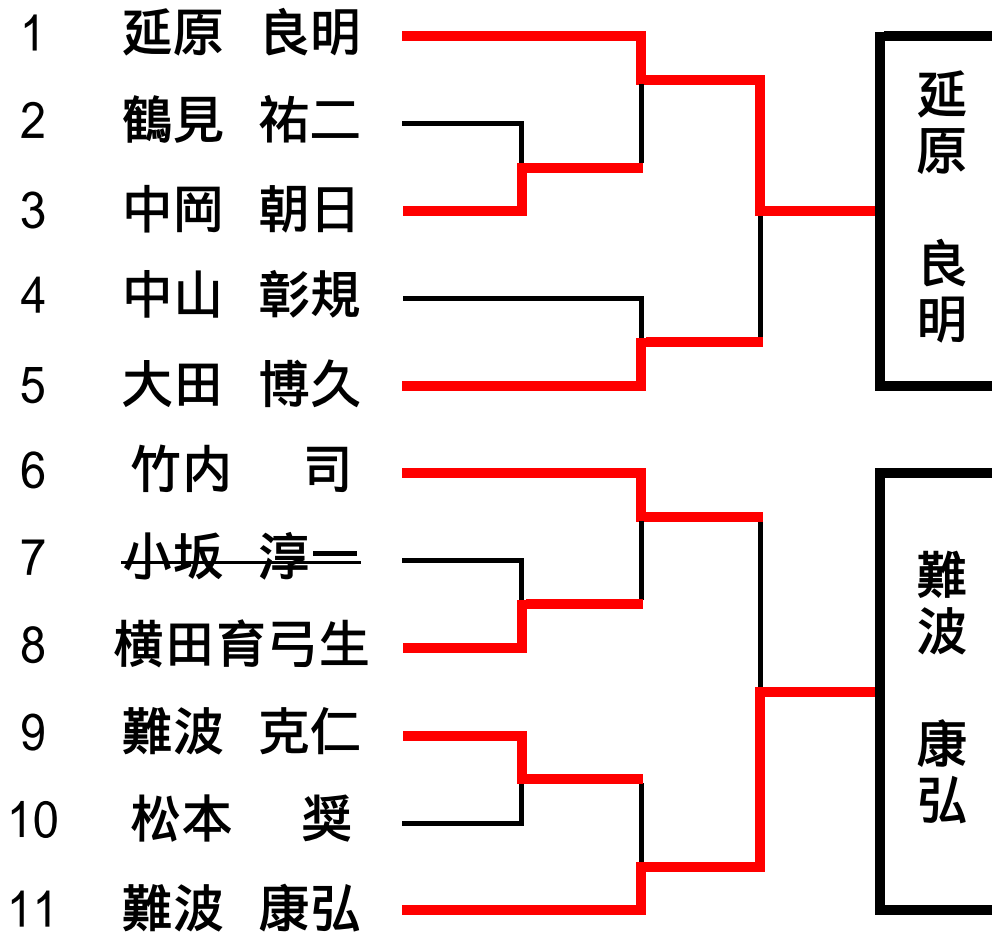 1 延原 良明
2 鶴見 祐二
3 中岡 朝日
4 中山 彰規
5 大田 博久
6 竹内 司
7 小坂 淳一
8 横田育弓生
9 難波 克仁
10 松本 奨
11 難波 康弘
延原 良明
難波 康弘